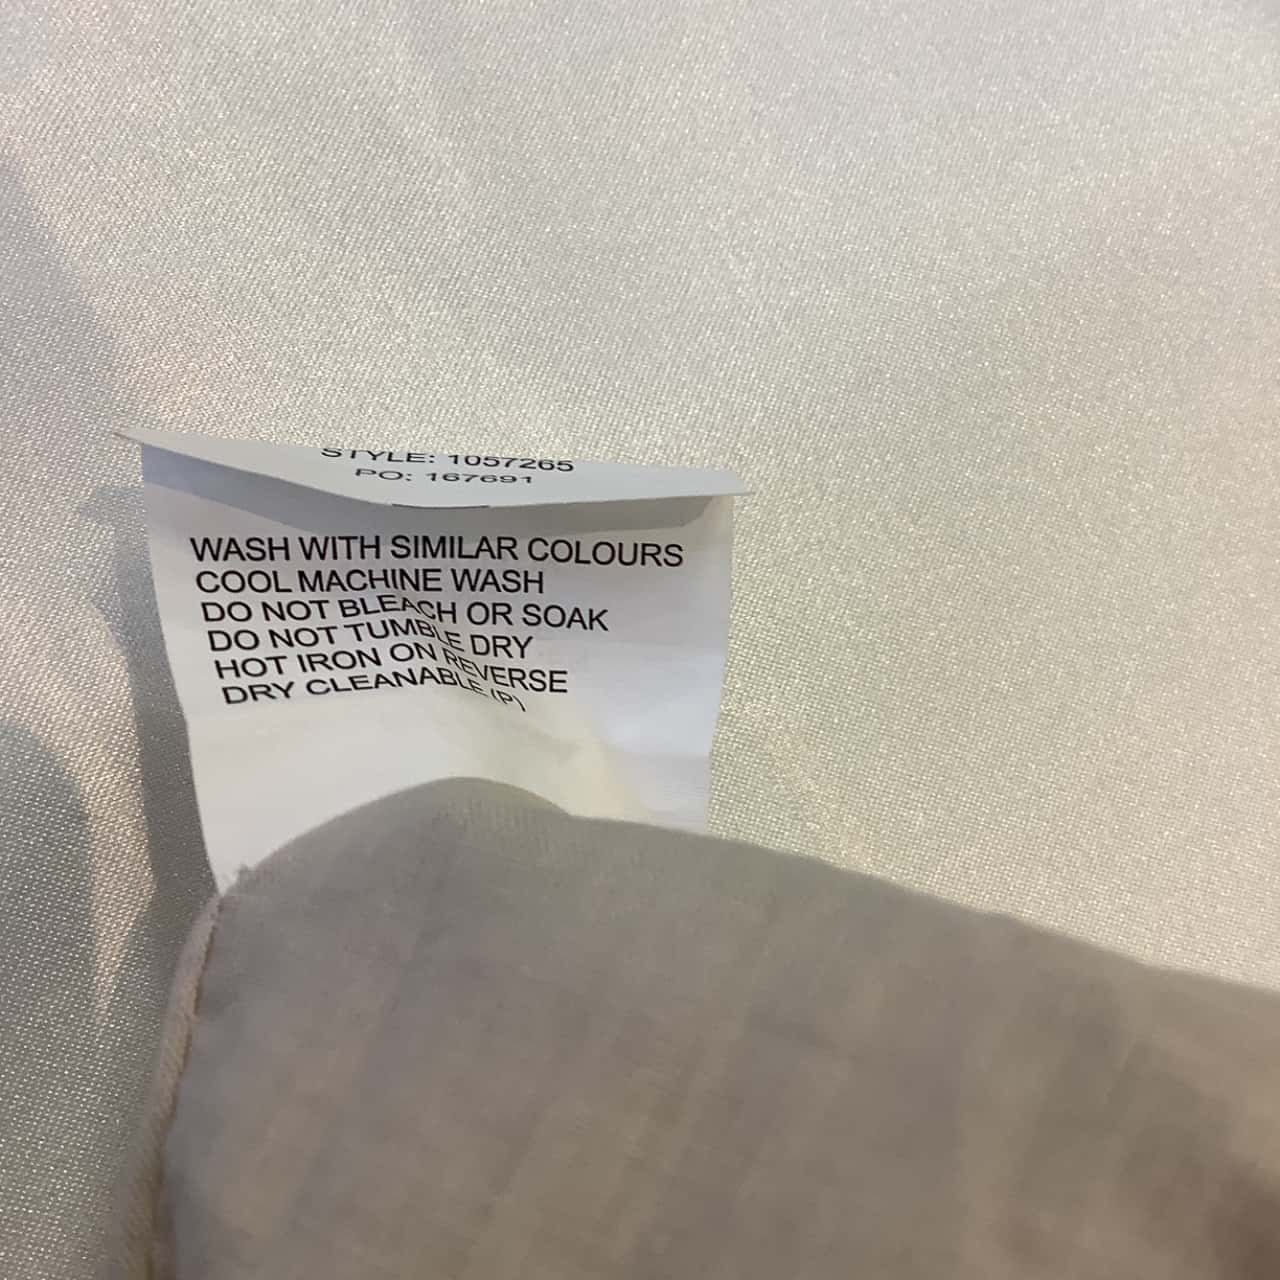 STYLE: 1057265
PO: 167691
WASH WITH SIMILAR COLOURS
COOL MACHINE WASH
DO NOT BLEACH OR SOAK
DO NOT TUMBLE DRY
HOT IRON ON REVERSE
DRY CLEANABLE (P)